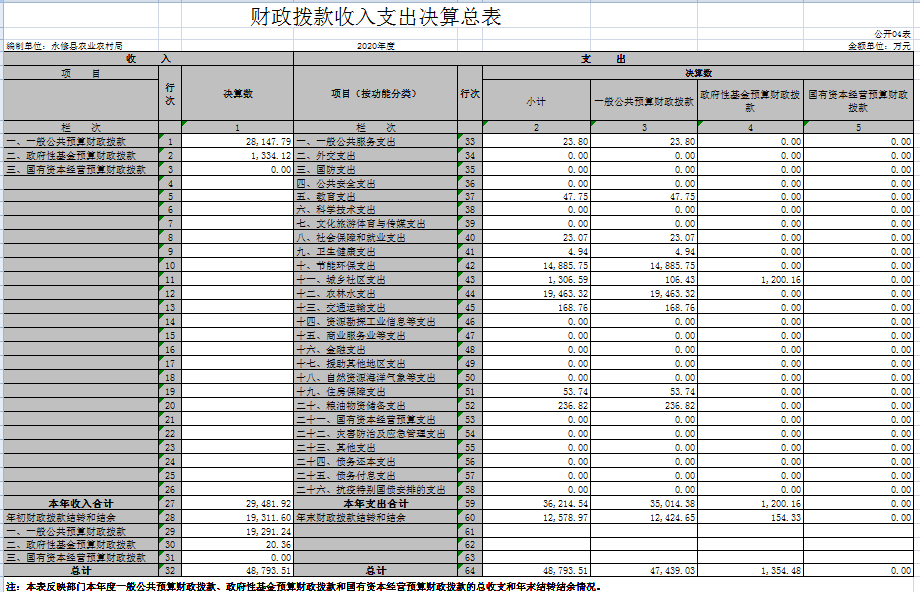 财政拨款收入支出决算总表
公开04表
编制单位：永修县农业农村局 2020年度 金额单位：万元
收 入 支 出
项 目 行次 决算数 项目（按功能分类） 行次 决算数
小计 一般公共预算财政拨款 政府性基金预算财政拨款 国有资本经营预算财政拨款
栏 次 1 栏 次 2 3 4 5
一、一般公共预算财政拨款 1 28,147.79 一、一般公共服务支出 33 23.80 23.80 0.00 0.00
二、政府性基金预算财政拨款 2 1,334.12 二、外交支出 34 0.00 0.00 0.00 0.00
三、国有资本经营预算财政拨款 3 0.00 三、国防支出 35 0.00 0.00 0.00 0.00
4 四、公共安全支出 36 0.00 0.00 0.00 0.00
5 五、教育支出 37 47.75 47.75 0.00 0.00
6 六、科学技术支出 38 0.00 0.00 0.00 0.00
7 七、文化旅游体育与传媒支出 39 0.00 0.00 0.00 0.00
8 八、社会保障和就业支出 40 23.07 23.07 0.00 0.00
9 九、卫生健康支出 41 4.94 4.94 0.00 0.00
10 十、节能环保支出 42 14,885.75 14,885.75 0.00 0.00
11 十一、城乡社区支出 43 1,306.59 106.43 1,200.16 0.00
12 十二、农林水支出 44 19,463.32 19,463.32 0.00 0.00
13 十三、交通运输支出 45 168.76 168.76 0.00 0.00
14 十四、资源勘探工业信息等支出 46 0.00 0.00 0.00 0.00
15 十五、商业服务业等支出 47 0.00 0.00 0.00 0.00
16 十六、金融支出 48 0.00 0.00 0.00 0.00
17 十七、援助其他地区支出 49 0.00 0.00 0.00 0.00
18 十八、自然资源海洋气象等支出 50 0.00 0.00 0.00 0.00
19 十九、住房保障支出 51 53.74 53.74 0.00 0.00
20 二十、粮油物资储备支出 52 236.82 236.82 0.00 0.00
21 二十一、国有资本经营预算支出 53 0.00 0.00 0.00 0.00
22 二十二、灾害防治及应急管理支出 54 0.00 0.00 0.00 0.00
23 二十三、其他支出 55 0.00 0.00 0.00 0.00
24 二十四、债务还本支出 56 0.00 0.00 0.00 0.00
25 二十五、债务付息支出 57 0.00 0.00 0.00 0.00
26 二十六、抗疫特别国债安排的支出 58 0.00 0.00 0.00 0.00
本年收入合计 27 29,481.92 本年支出合计 59 36,214.54 35,014.38 1,200.16 0.00
年初财政拨款结转和结余 28 19,311.60 年末财政拨款结转和结余 60 12,578.97 12,424.65 154.33 0.00
一、一般公共预算财政拨款 29 19,291.24 61
二、政府性基金预算财政拨款 30 20.36 62
三、国有资本经营预算财政拨款 31 0.00 63
总计 32 48,793.51 总计 64 48,793.51 47,439.03 1,354.48 0.00
注：本表反映部门本年度一般公共预算财政拨款、政府性基金预算财政拨款和国有资本经营预算财政拨款的总收支和年末结转结余情况。